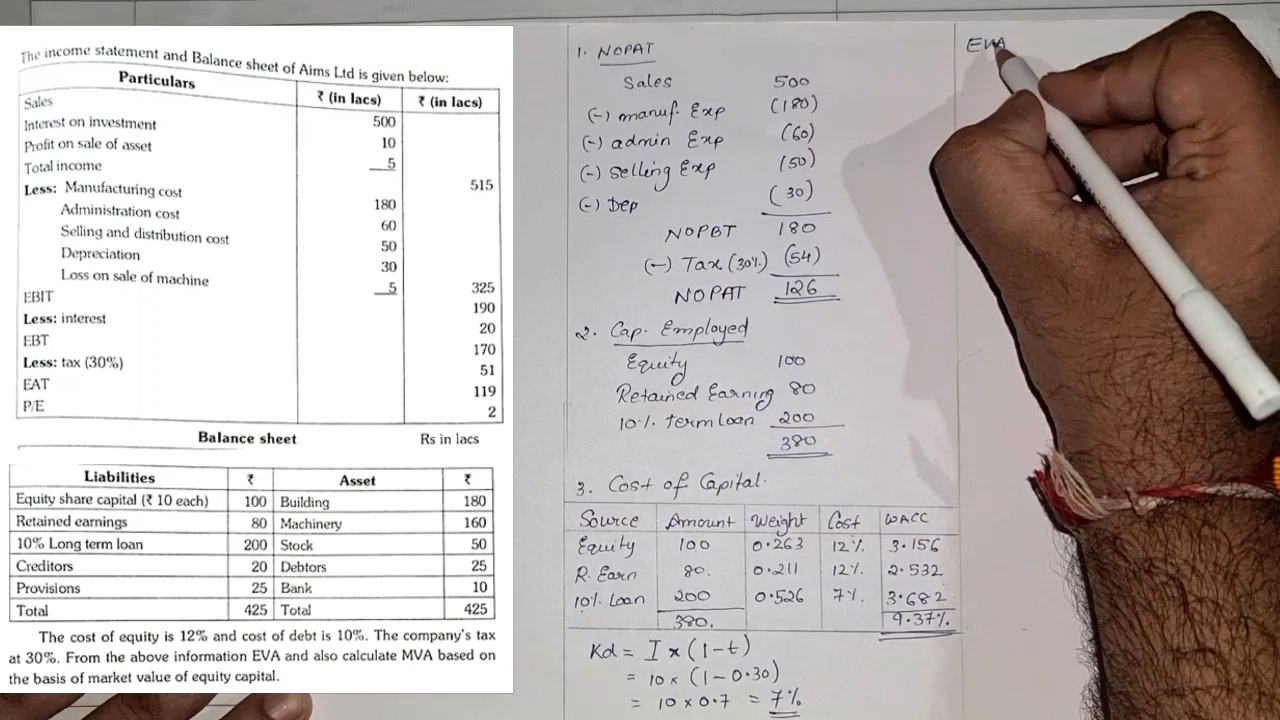 The income statement and Balance sheet of Aims Ltd is given below:
Particulars ₹ (in lacs) ₹ (in lacs)
Sales 500
Interest on investment 10
Profit on sale of asset 5
Total income 515
Less: Manufacturing cost 180
Administration cost 60
Selling and distribution cost 50
Depreciation 30
Loss on sale of machine 5 325
EBIT 190
Less: interest 20
EBT 170
Less: tax (30%) 51
EAT 119
P/E 2
Balance sheet Rs in lacs
Liabilities ₹ Asset ₹
Equity share capital (₹ 10 each) 100 Building 180
Retained earnings 80 Machinery 160
10% Long term loan 200 Stock 50
Creditors 20 Debtors 25
Provisions 25 Bank 10
Total 425 Total 425
The cost of equity is 12% and cost of debt is 10%. The company's tax
at 30%. From the above information EVA and also calculate MVA based on
the basis of market value of equity capital.
1. NOPAT
Sales 500
(-) manuf. Exp (180)
(-) admin Exp (60)
(-) Selling Exp (50)
(-) Dep (30)
NOPBT 180
(-) Tax (30%) (54)
NOPAT 126
2. Cap. Employed
Equity 100
Retained Earning 80
10% term loan 200
380
3. Cost of Capital.
Source Amount Weight Cost WACC
Equity 100 0.263 12% 3.156
R. Earn 80. 0.211 12% 2.532
10% Loan 200 0.526 7% 3.682
380. 9.37%
Kd = I x (1-t)
= 10 x (1-0.30)
= 10 x 0.7 = 7%
EVA